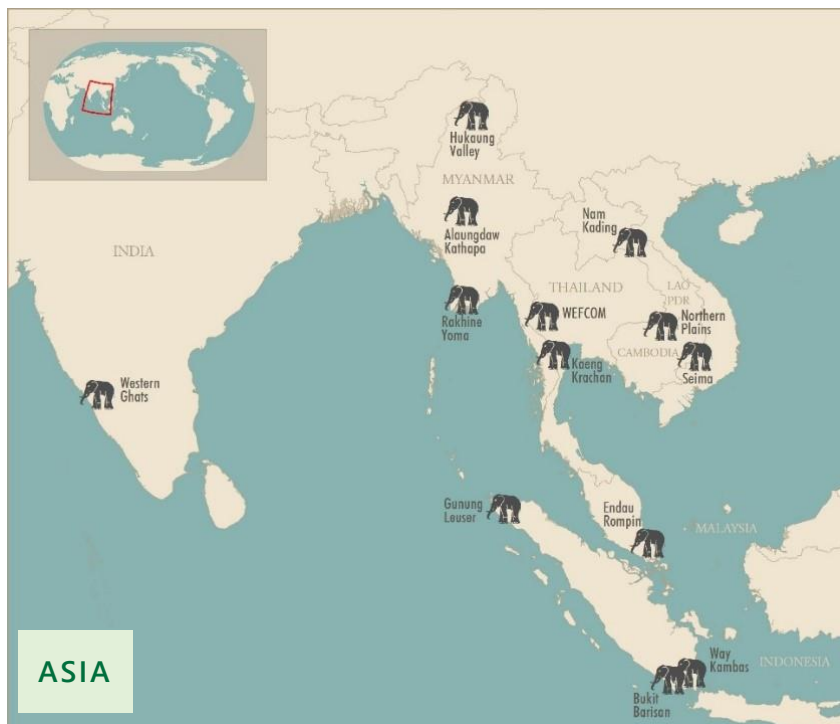 Hukaung
Valley
MYANMAR
Nam
Kading
Alaungdaw
Kathapa
INDIA
THAILAND
LAO
PDR
Rakhine
Yoma
WEFCOM
Northern
Plains
CAMBODIA
Kaeng
Krachan
Seima
Western
Ghats
Gunung
Leuser
Endau
Rompin
MALAYSIA
Way
Kambas
INDONESIA
Bukit
Barisan
ASIA